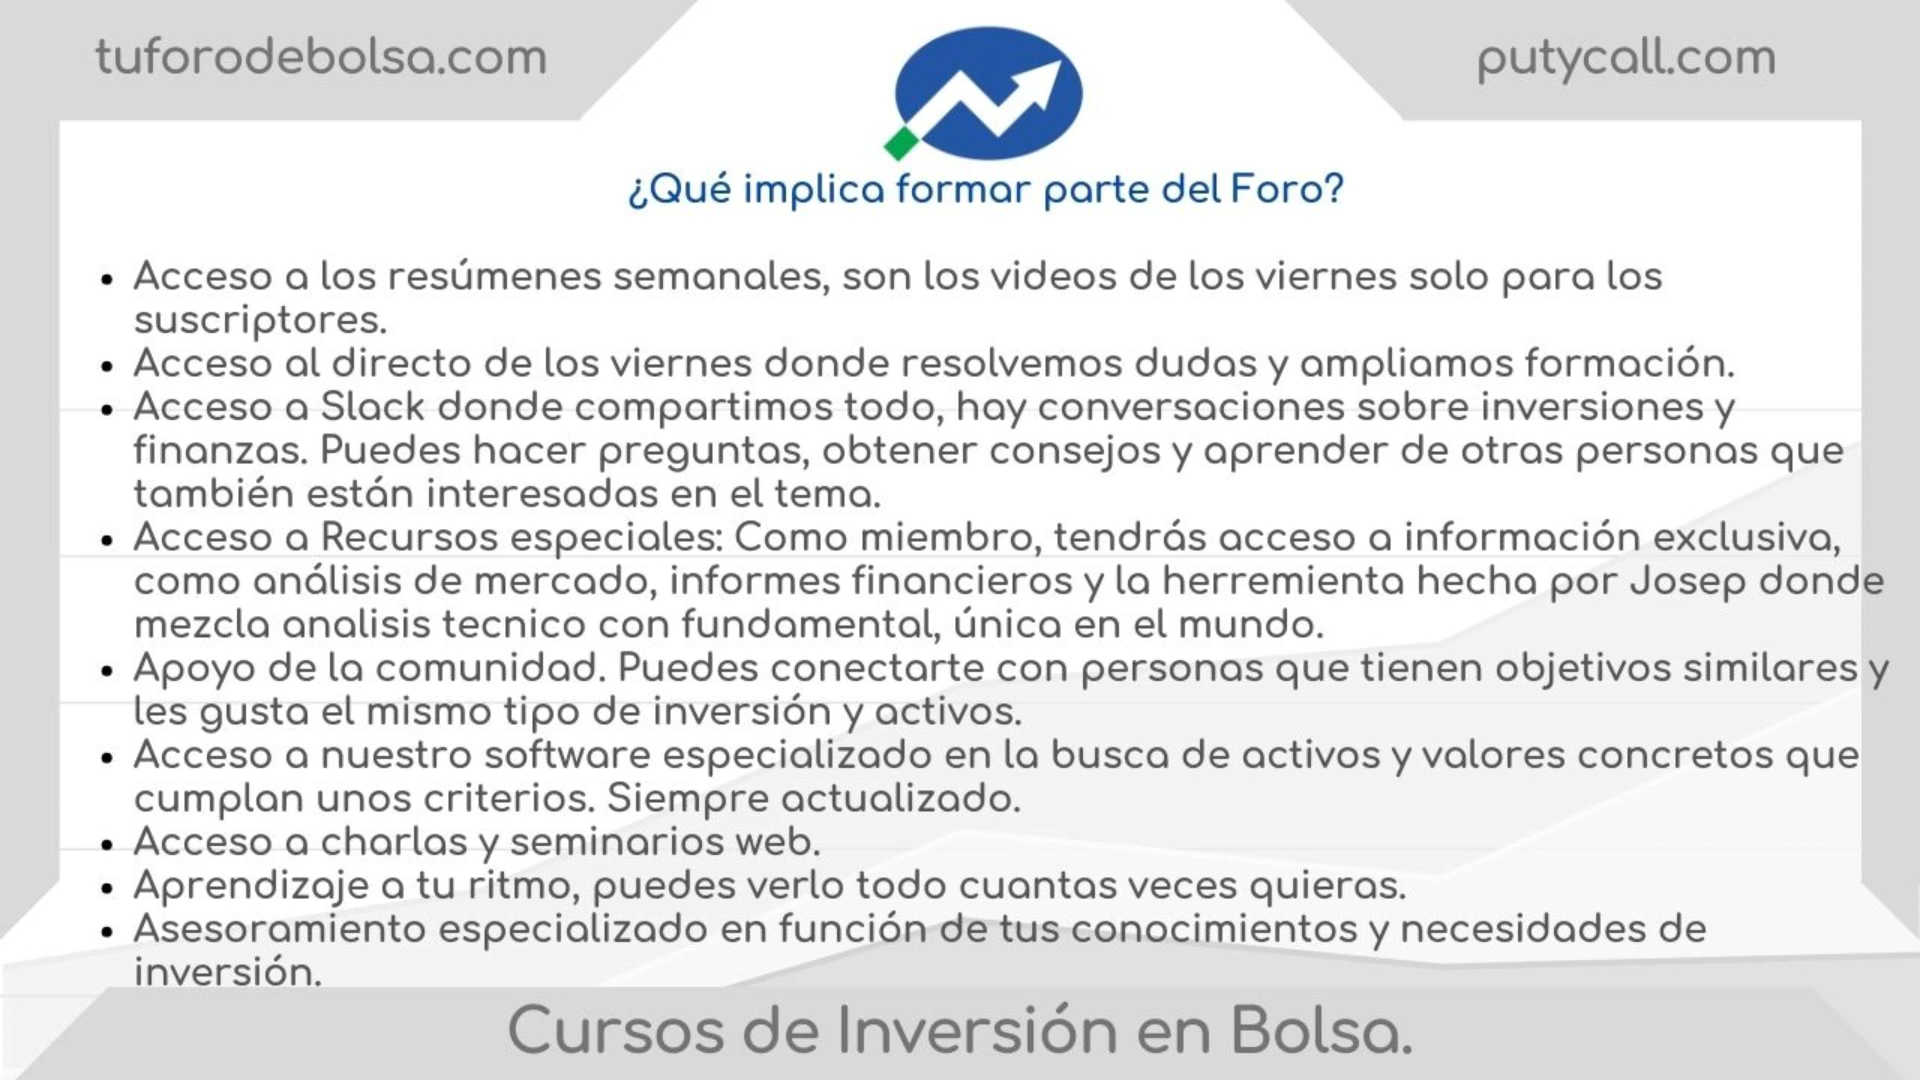 tuforodebolsa.com
putycall.com
¿Qué implica formar parte del Foro?
• Acceso a los resúmenes semanales, son los videos de los viernes solo para los
suscriptores.
• Acceso al directo de los viernes donde resolvemos dudas y ampliamos formación.
• Acceso a Slack donde compartimos todo, hay conversaciones sobre inversiones y
finanzas. Puedes hacer preguntas, obtener consejos y aprender de otras personas que
también están interesadas en el tema.
• Acceso a Recursos especiales: Como miembro, tendrás acceso a información exclusiva,
como análisis de mercado, informes financieros y la herremienta hecha por Josep donde
mezcla analisis tecnico con fundamental, única en el mundo.
• Apoyo de la comunidad. Puedes conectarte con personas que tienen objetivos similares y
les gusta el mismo tipo de inversión y activos.
• Acceso a nuestro software especializado en la busca de activos y valores concretos que
cumplan unos criterios. Siempre actualizado.
• Acceso a charlas y seminarios web.
• Aprendizaje a tu ritmo, puedes verlo todo cuantas veces quieras.
• Asesoramiento especializado en función de tus conocimientos y necesidades de
inversión.
Cursos de Inversión en Bolsa.